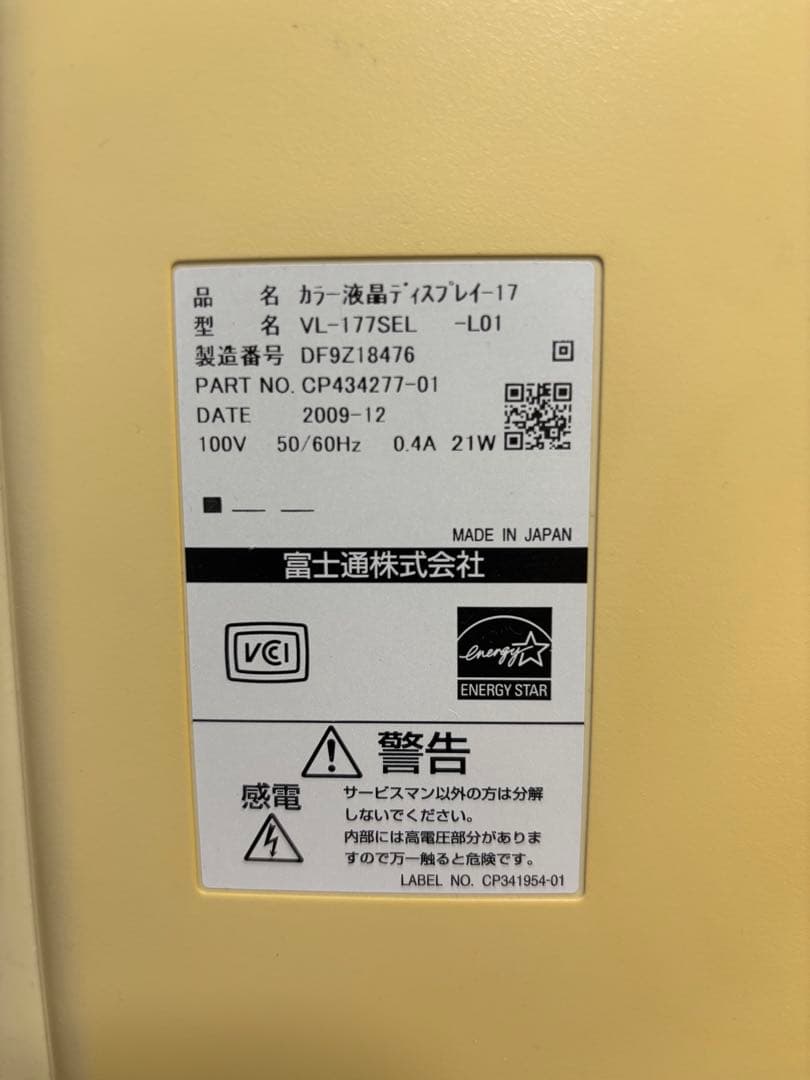 品 名 カラー液晶ディスプレイ-17
型 名 VL-177SEL -L01
製造番号 DF9Z18476
PART NO. CP434277-01
DATE 2009-12
100V 50/60Hz 0.4A 21W
MADE IN JAPAN
富士通株式会社
VCCI
energy
ENERGY STAR
警告
感電
サービスマン以外の方は分解
しないでください。
内部には高電圧部分がありま
すので万一触ると危険です。
LABEL NO. CP341954-01